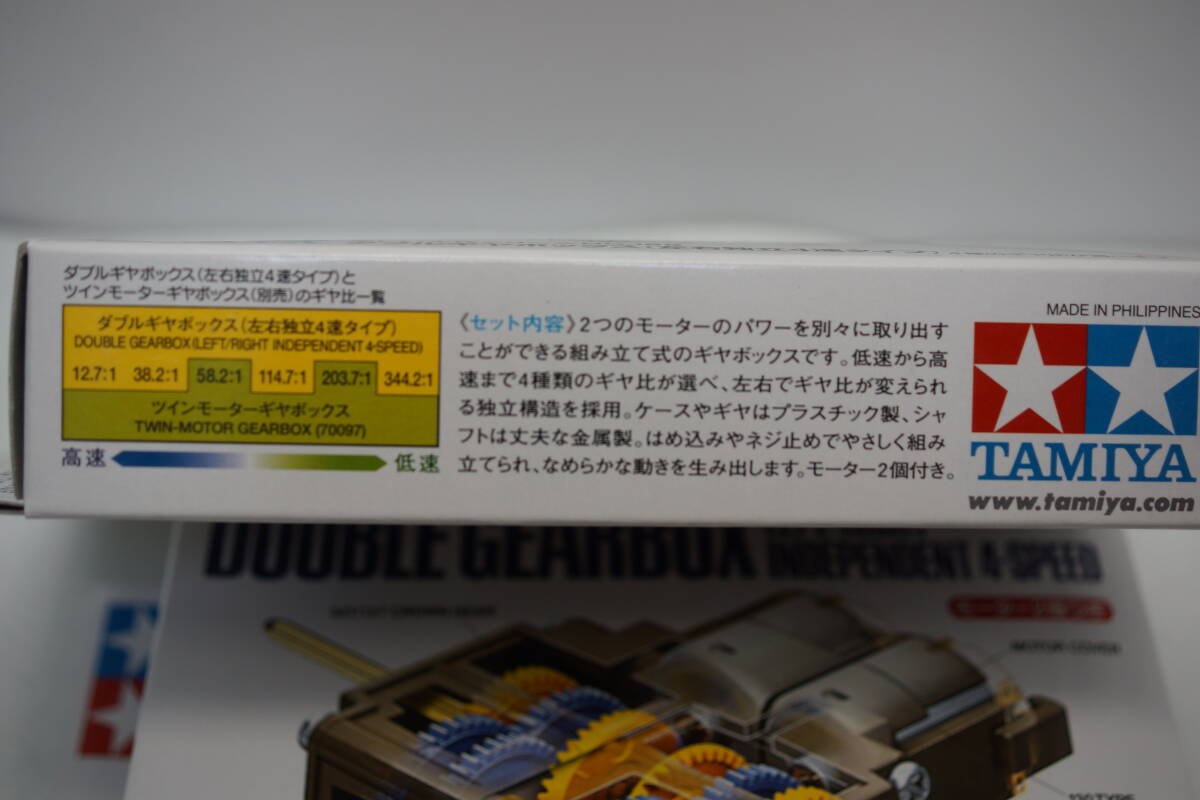 ダブルギヤボックス(左右独立4速タイプ)と
ツインモーターギヤボックス(別売)のギヤ比一覧
ダブルギヤボックス(左右独立4速タイプ)
DOUBLE GEARBOX (LEFT/RIGHT INDEPENDENT 4-SPEED)
12.7:1 38.2:1 58.2:1 114.7:1 203.7:1 344.2:1
ツインモーターギヤボックス
TWIN-MOTOR GEARBOX (70097)
高速 低速
《セット内容》2つのモーターのパワーを別々に取り出す
ことができる組み立て式のギヤボックスです。低速から高
速まで4種類のギヤ比が選べ、左右でギヤ比が変えられ
る独立構造を採用。ケースやギヤはプラスチック製、シャ
フトは丈夫な金属製。はめ込みやネジ止めでやさしく組み
立てられ、なめらかな動きを生み出します。モーター2個付き。
MADE IN PHILIPPINES
TAMIYA
www.tamiya.com
DOUBLE GEARBOX
INDEPENDENT 4-SPEED
MOTOR COVER